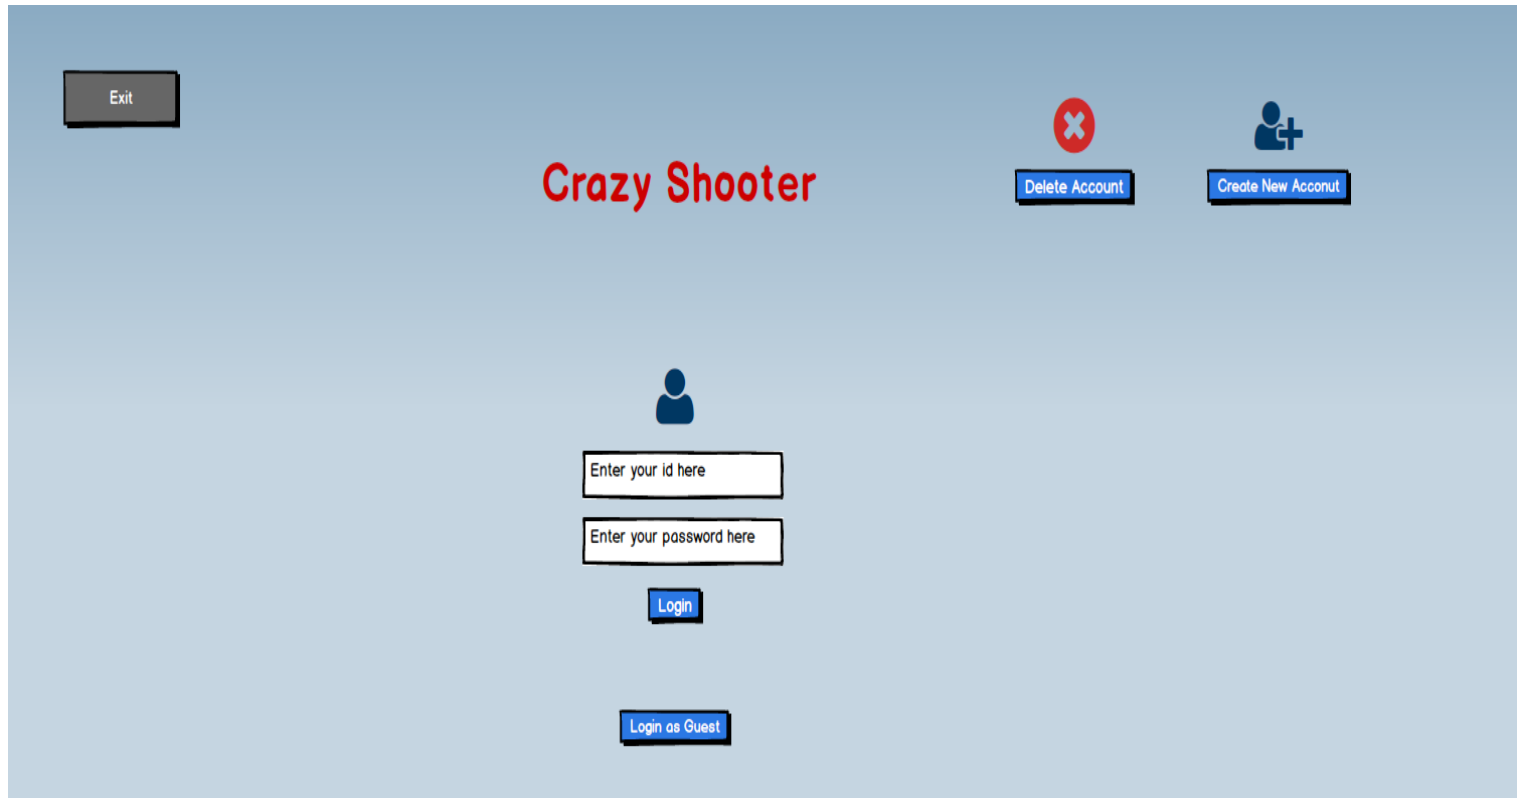 Exit
Crazy Shooter
Delete Account
Create New Acconut
Enter your id here
Enter your password here
Login
Login as Guest